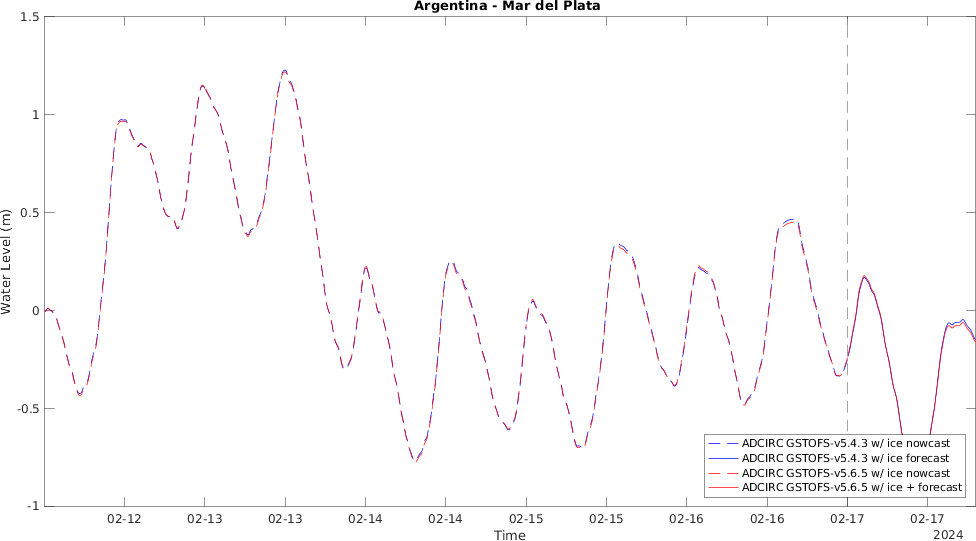 Argentina - Mar del Plata
1.5
1
0.5
0
-0.5
-1
Water Level (m)
02-12 02-13 02-13 02-14 02-14 02-15 02-15 02-16 02-16 02-17 02-17
Time
2024
ADCIRC GSTOFS-v5.4.3 w/ ice nowcast
ADCIRC GSTOFS-v5.4.3 w/ ice forecast
ADCIRC GSTOFS-v5.6.5 w/ ice nowcast
ADCIRC GSTOFS-v5.6.5 w/ ice + forecast